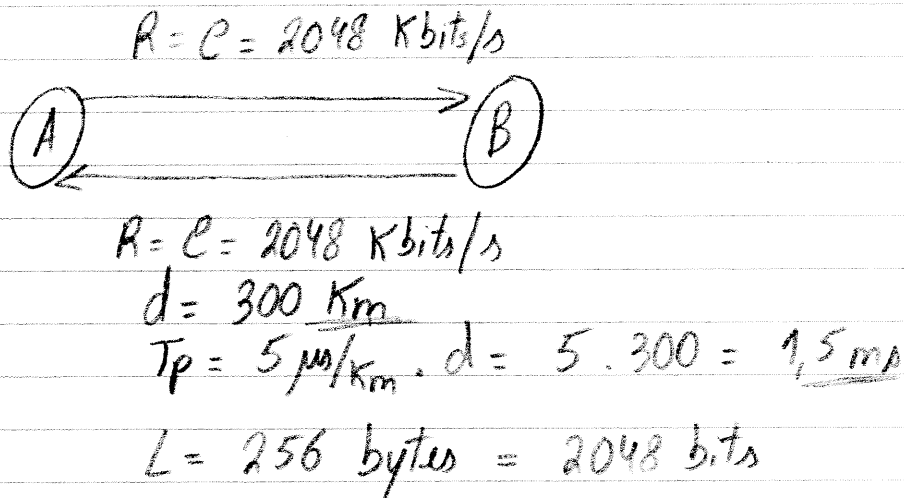 R = C = 2048 Kbits/s
A B
R = C = 2048 Kbits/s
d = 300 Km
Tp = 5 μs/Km . d = 5 . 300 = 1,5 ms
L = 256 bytes = 2048 bits